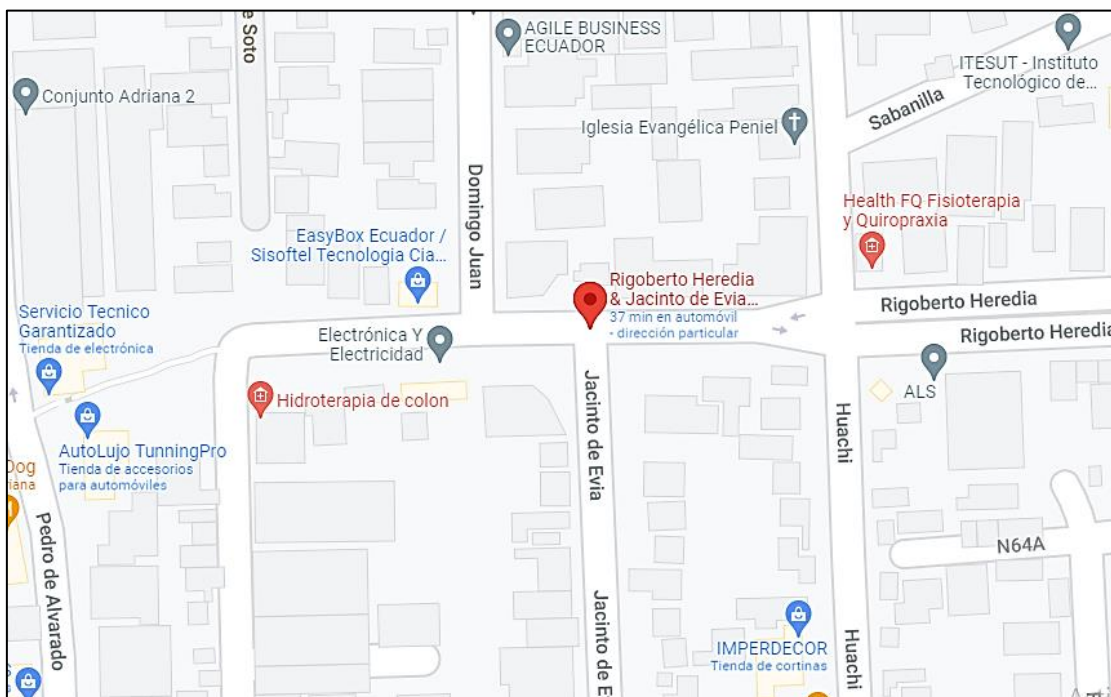 e Soto
AGILE BUSINESS
ECUADOR
ITESUT - Instituto
Tecnológico de...
Conjunto Adriana 2
Sabanilla
Iglesia Evangélica Peniel
Domingo Juan
Health FQ Fisioterapia
y Quiropraxia
EasyBox Ecuador /
Sisoftel Tecnologia Cia...
Rigoberto Heredia
& Jacinto de Evia...
37 min en automóvil
- dirección particular
Rigoberto Heredia
Rigoberto Heredia
Servicio Tecnico
Garantizado
Tienda de electrónica
Electrónica Y
Electricidad
ALS
Hidroterapia de colon
Jacinto de Evia
Huachi
AutoLujo TunningPro
Tienda de accesorios
para automóviles
Dog
iana
Pedro de Alvarado
N64A
Jacinto de E
IMPERDECOR
Tienda de cortinas
Huachi